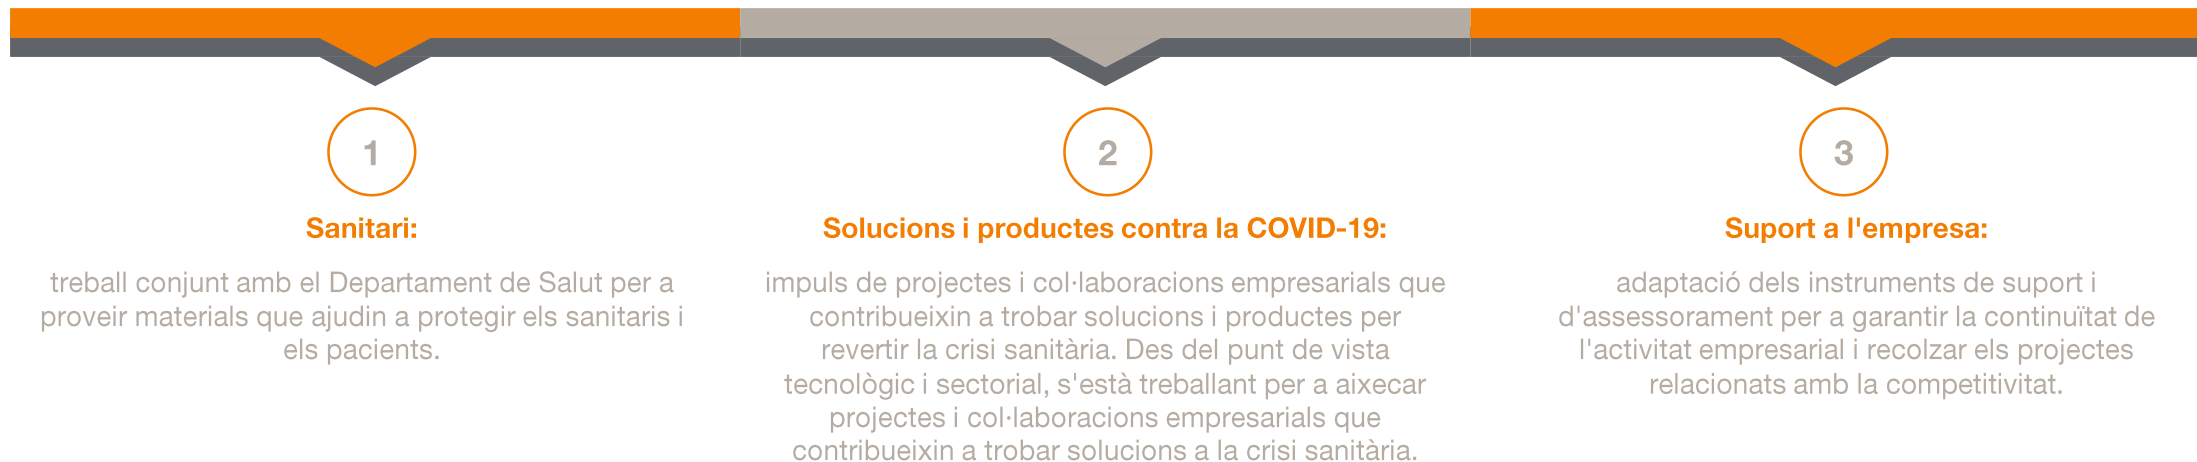 1
Sanitari:
treball conjunt amb el Departament de Salut per a
proveir materials que ajudin a protegir els sanitaris i
els pacients.
2
Solucions i productes contra la COVID-19:
impuls de projectes i col·laboracions empresarials que
contribueixin a trobar solucions i productes per
revertir la crisi sanitària. Des del punt de vista
tecnològic i sectorial, s'està treballant per a aixecar
projectes i col·laboracions empresarials que
contribueixin a trobar solucions a la crisi sanitària.
3
Suport a l'empresa:
adaptació dels instruments de suport i
d'assessorament per a garantir la continuïtat de
l'activitat empresarial i recolzar els projectes
relacionats amb la competitivitat.